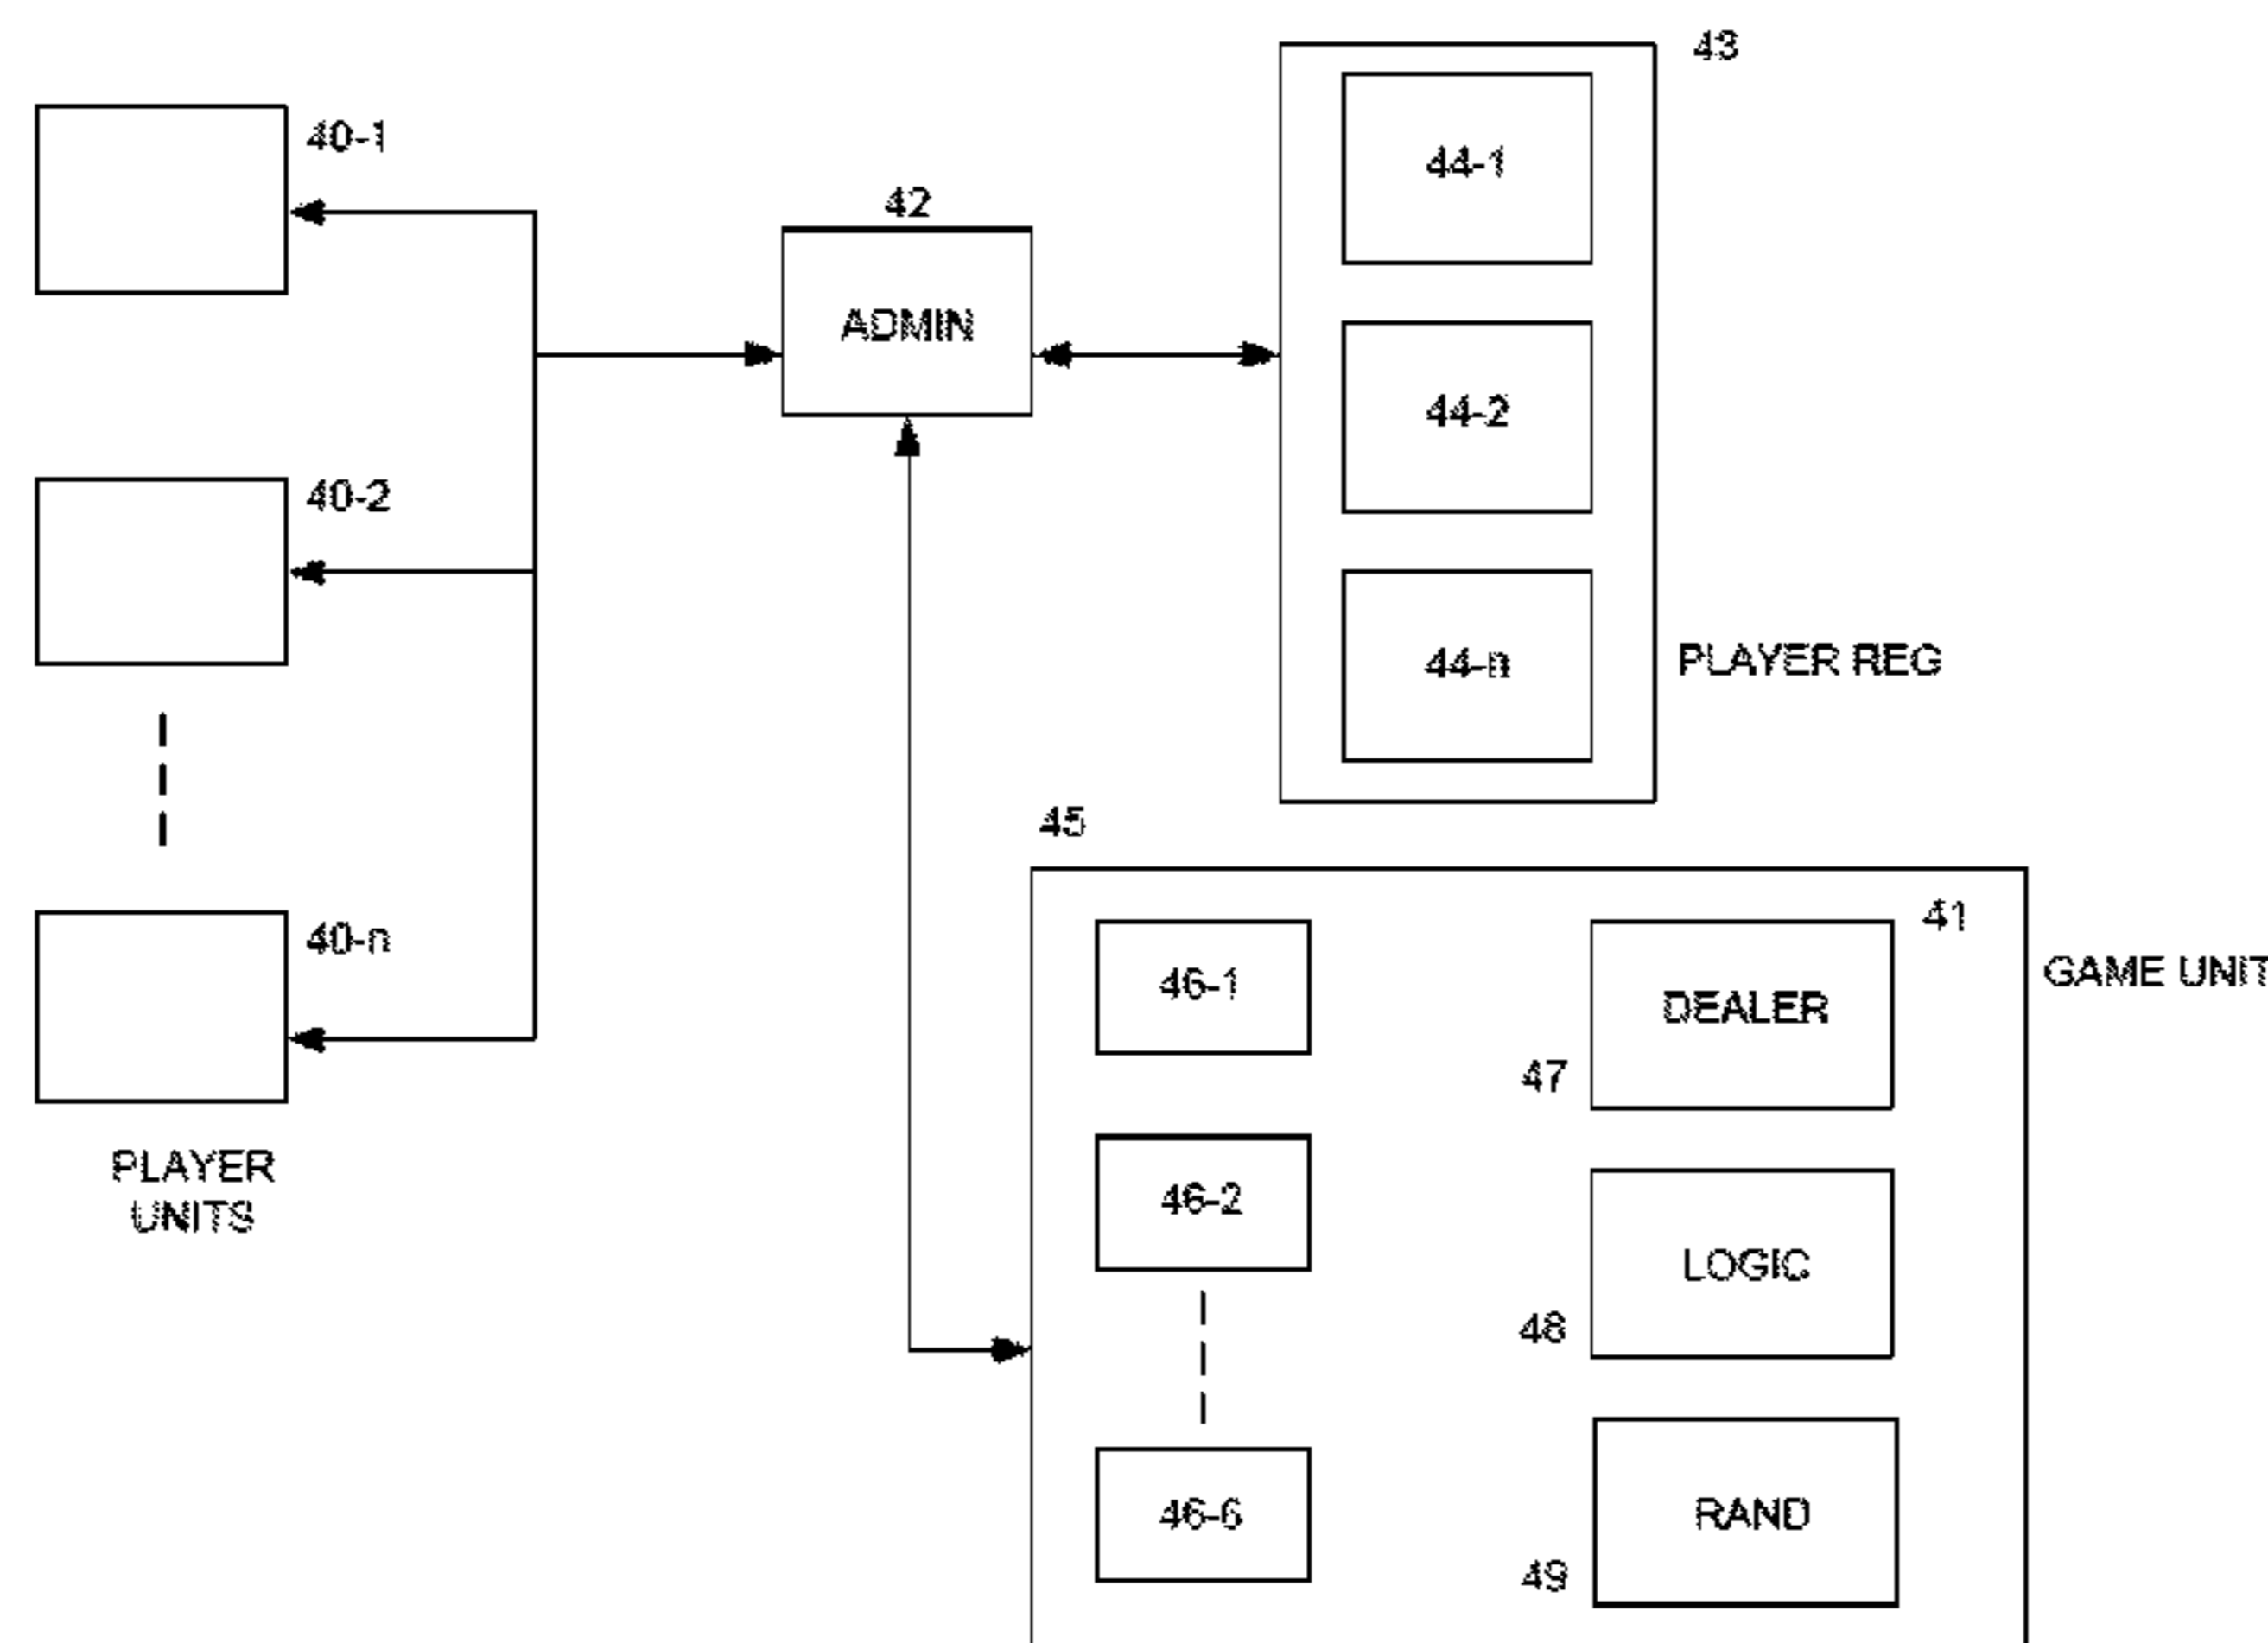 43
40-1
44-1
42
ADMIN
44-2
40-2
44-n
PLAYER REG
45
40-n
41
GAME UNIT
46-1
DEALER
47
PLAYER
UNITS
46-2
LOGIC
48
46-6
RAND
49